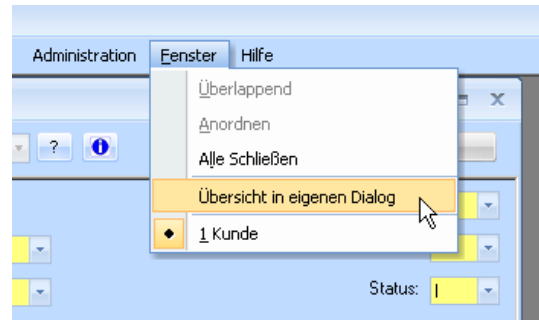 Administration Fenster Hilfe
Überlappend
Anordnen
Alle Schließen
?
Übersicht in eigenen Dialog
1 Kunde
Status: